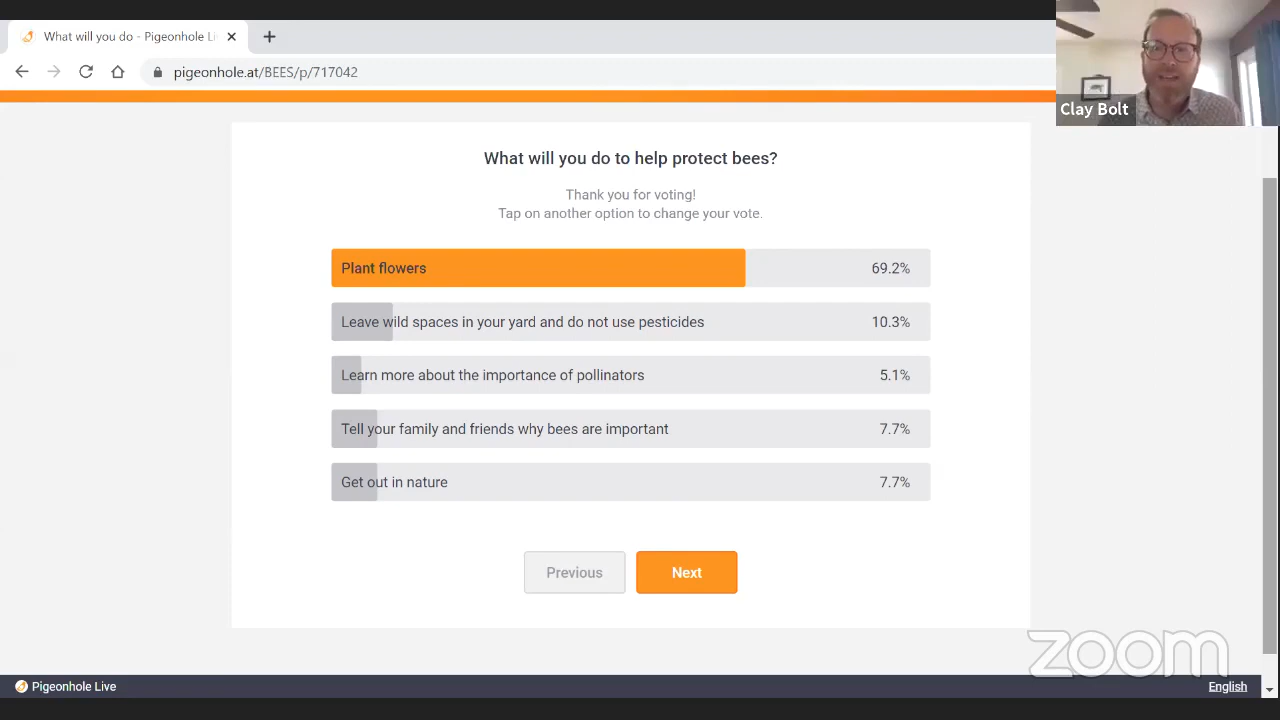 What will you do - Pigeonhole Li
pigeonhole.at/BEES/p/717042
Clay Bolt
What will you do to help protect bees?
Thank you for voting!
Tap on another option to change your vote.
Plant flowers 69.2%
Leave wild spaces in your yard and do not use pesticides 10.3%
Learn more about the importance of pollinators 5.1%
Tell your family and friends why bees are important 7.7%
Get out in nature 7.7%
Previous Next
zoom
Pigeonhole Live English